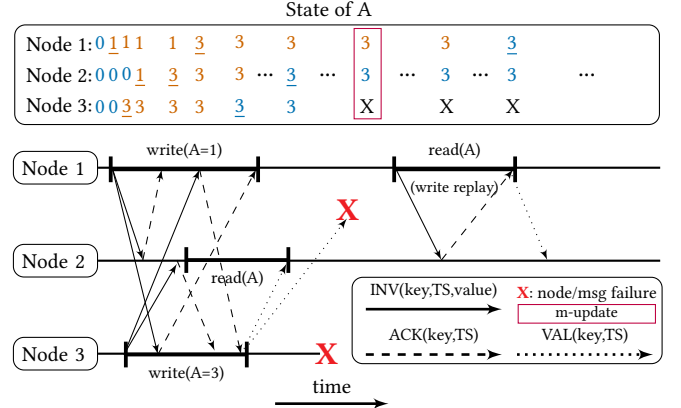 State of A
Node 1: 0 1 1 1 1 3 3 3 3 3 3
Node 2: 0 0 0 1 3 3 3 ... 3 ... 3 ... 3 ... 3 ...
Node 3: 0 0 3 3 3 3 3 3 X X X
write(A=1)
read(A)
Node 1
(write replay)
X
Node 2
read(A)
INV(key,TS,value)
X: node/msg failure
m-update
ACK(key,TS)
VAL(key,TS)
Node 3
X
write(A=3)
time